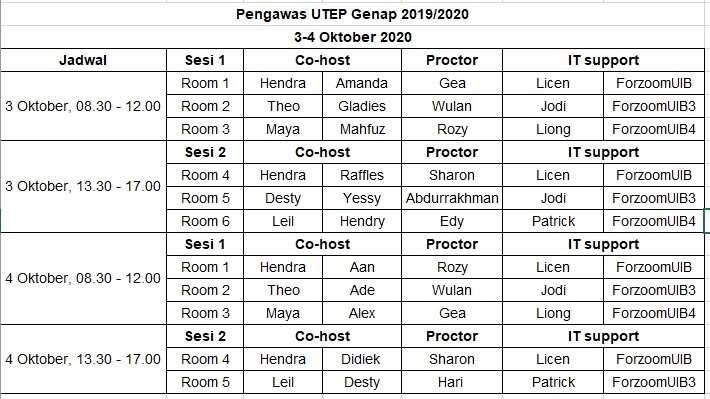 Pengawas UTEP Genap 2019/2020
3-4 Oktober 2020
Jadwal Sesi 1 Co-host Proctor IT support
3 Oktober, 08.30 - 12.00
Room 1 Hendra Amanda Gea Licen ForzoomUIB
Room 2 Theo Gladies Wulan Jodi ForzoomUIB3
Room 3 Maya Mahfuz Rozy Liong ForzoomUIB4
3 Oktober, 13.30 - 17.00
Sesi 2 Co-host Proctor IT support
Room 4 Hendra Raffles Sharon Licen ForzoomUIB
Room 5 Desty Yessy Abdurrakhman Jodi ForzoomUIB3
Room 6 Leil Hendry Edy Patrick ForzoomUIB4
4 Oktober, 08.30 - 12.00
Sesi 1 Co-host Proctor IT support
Room 1 Hendra Aan Rozy Licen ForzoomUIB
Room 2 Theo Ade Wulan Jodi ForzoomUIB3
Room 3 Maya Alex Gea Liong ForzoomUIB4
4 Oktober, 13.30 - 17.00
Sesi 2 Co-host Proctor IT support
Room 4 Hendra Didiek Sharon Licen ForzoomUIB
Room 5 Leil Desty Hari Patrick ForzoomUIB3